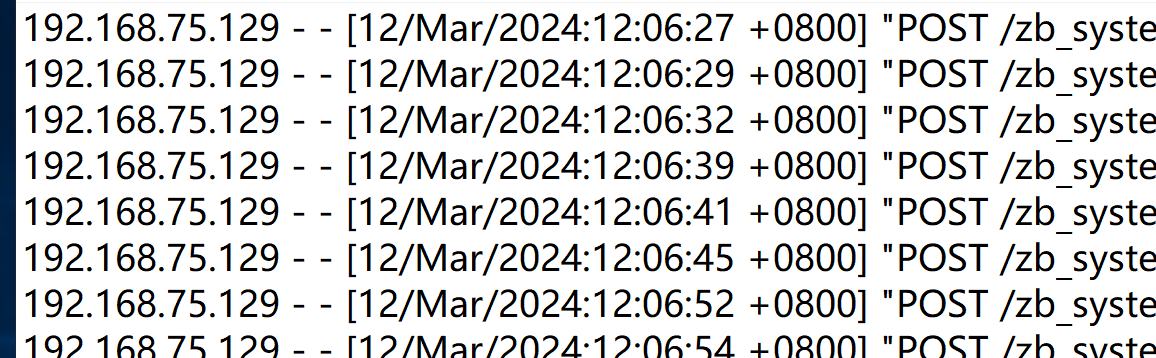 192.168.75.129 - - [12/Mar/2024:12:06:27 +0800] "POST /zb_syste
192.168.75.129 - - [12/Mar/2024:12:06:29 +0800] "POST /zb_syste
192.168.75.129 - - [12/Mar/2024:12:06:32 +0800] "POST /zb_syste
192.168.75.129 - - [12/Mar/2024:12:06:39 +0800] "POST /zb_syste
192.168.75.129 - - [12/Mar/2024:12:06:41 +0800] "POST /zb_syste
192.168.75.129 - - [12/Mar/2024:12:06:45 +0800] "POST /zb_syste
192.168.75.129 - - [12/Mar/2024:12:06:52 +0800] "POST /zb_syste
192.168.75.129 - - [12/Mar/2024:12:06:54 +0800] "POST /zb_syste